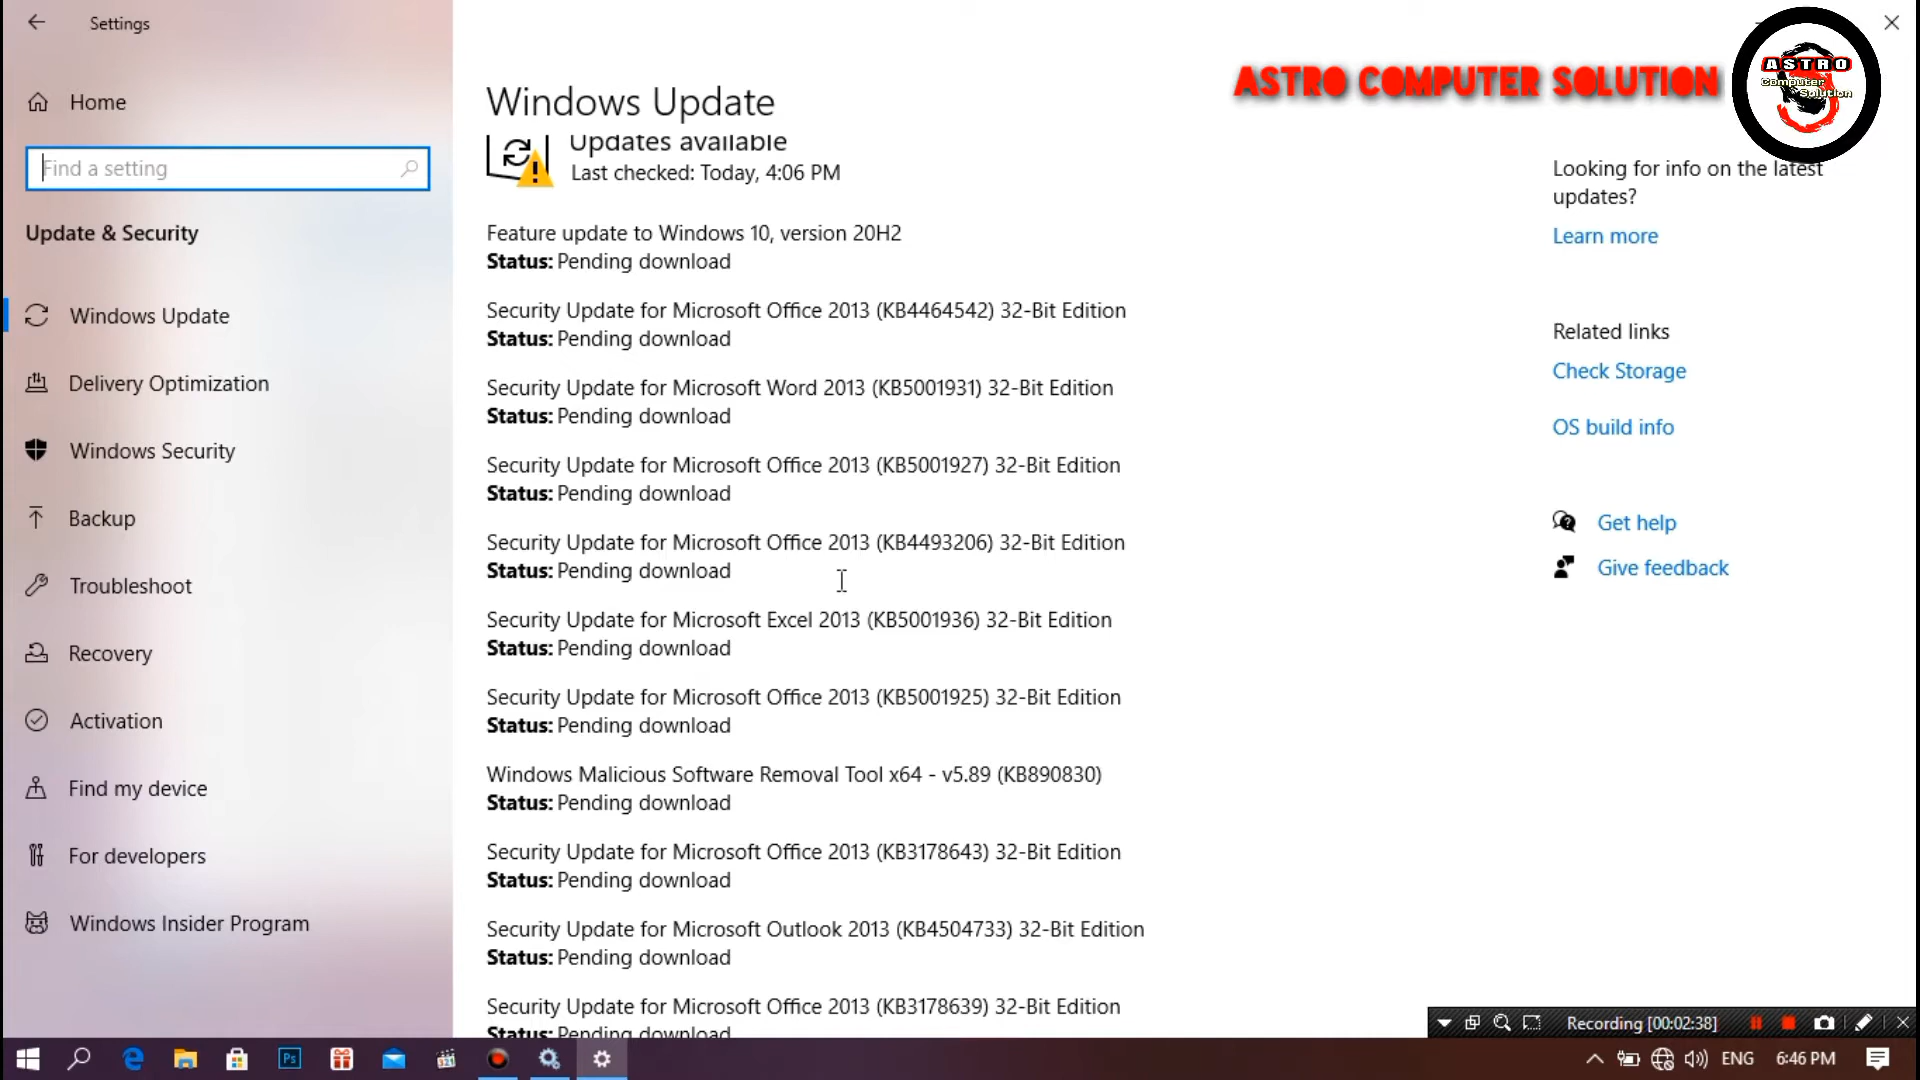 Settings
Home
Find a setting
Update & Security
Windows Update
Delivery Optimization
Windows Security
Backup
Troubleshoot
Recovery
Activation
Find my device
For developers
Windows Insider Program
ASTRO COMPUTER SOLUTION
ASTRO
Computer
Solution
Windows Update
Updates available
Last checked: Today, 4:06 PM
Feature update to Windows 10, version 20H2
Status: Pending download
Security Update for Microsoft Office 2013 (KB4464542) 32-Bit Edition
Status: Pending download
Security Update for Microsoft Word 2013 (KB5001931) 32-Bit Edition
Status: Pending download
Security Update for Microsoft Office 2013 (KB5001927) 32-Bit Edition
Status: Pending download
Security Update for Microsoft Office 2013 (KB4493206) 32-Bit Edition
Status: Pending download
Security Update for Microsoft Excel 2013 (KB5001936) 32-Bit Edition
Status: Pending download
Security Update for Microsoft Office 2013 (KB5001925) 32-Bit Edition
Status: Pending download
Windows Malicious Software Removal Tool x64 - v5.89 (KB890830)
Status: Pending download
Security Update for Microsoft Office 2013 (KB3178643) 32-Bit Edition
Status: Pending download
Security Update for Microsoft Outlook 2013 (KB4504733) 32-Bit Edition
Status: Pending download
Security Update for Microsoft Office 2013 (KB3178639) 32-Bit Edition
Status: Pending download
Looking for info on the latest
updates?
Learn more
Related links
Check Storage
OS build info
Get help
Give feedback
Recording [00:02:38]
Ps
ENG
6:46 PM